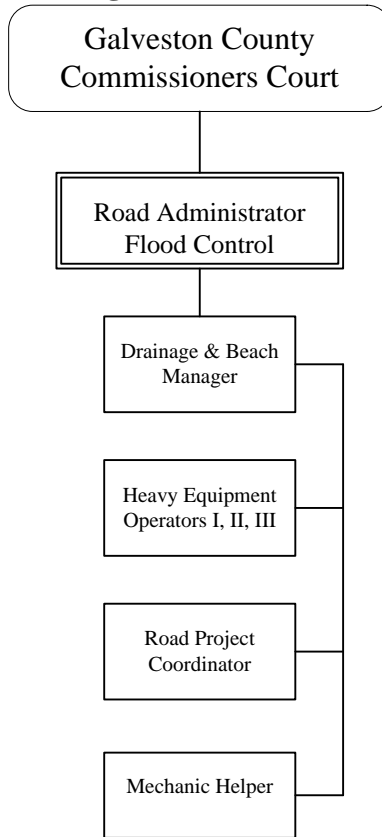 Galveston County
Commissioners Court
Road Administrator
Flood Control
Drainage & Beach
Manager
Heavy Equipment
Operators I, II, III
Road Project
Coordinator
Mechanic Helper